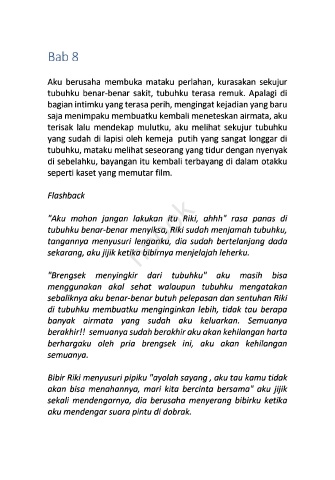 Bab 8
Aku berusaha membuka mataku perlahan, kurasakan sekujur
tubuhku benar-benar sakit, tubuhku terasa remuk. Apalagi di
bagian intimku yang terasa perih, mengingat kejadian yang baru
saja menimpaku membuatku kembali meneteskan airmata, aku
terisak lalu mendekap mulutku, aku melihat sekujur tubuhku
yang sudah di lapisi oleh kemeja putih yang sangat longgar di
tubuhku, mataku melihat seseorang yang tidur dengan nyenyak
di sebelahku, bayangan itu kembali terbayang di dalam otakku
seperti kaset yang memutar film.
Flashback
"Aku mohon jangan lakukan itu Riki, ahhh" rasa panas di
tubuhku benar-benar menyiksa, Riki sudah menjamah tubuhku,
tangannya menyusuri lenganku, dia sudah bertelanjang dada
sekarang, aku jijik ketika bibirnya menjelajah leherku.
"Brengsek menyingkir dari tubuhku" aku masih bisa
menggunakan akal sehat walaupun tubuhku mengatakan
sebaliknya aku benar-benar butuh pelepasan dan sentuhan Riki
di tubuhku membuatku menginginkan lebih, tidak tau berapa
banyak airmata yang sudah aku keluarkan. Semuanya
berakhir!! semuanya sudah berakhir aku akan kehilangan harta
berhargaku oleh pria brengsek ini, aku akan kehilangan
semuanya.
Bibir Riki menyusuri pipiku "ayolah sayang , aku tau kamu tidak
akan bisa menahannya, mari kita bercinta bersama" aku jijik
sekali mendengarnya, dia berusaha menyerang bibirku ketika
aku mendengar suara pintu di dobrak.